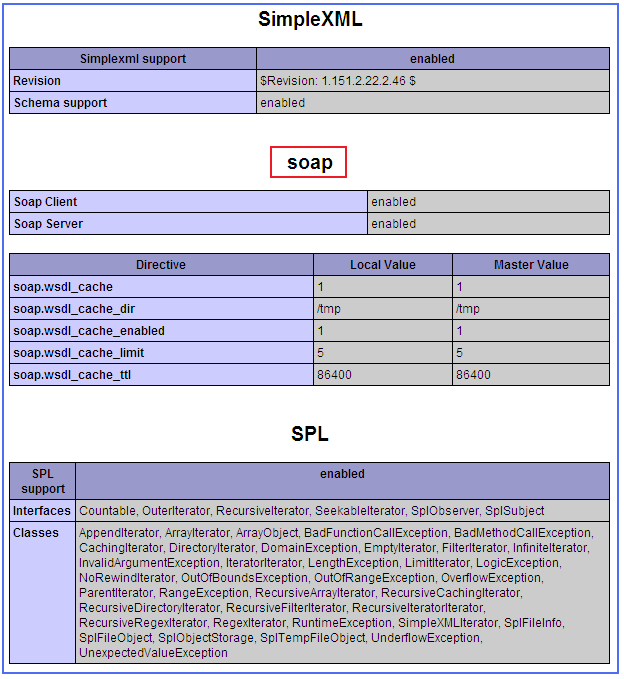 SimpleXML
Simplexml support enabled
Revision $Revision: 1.151.2.22.2.46 $
Schema support enabled
soap
Soap Client enabled
Soap Server enabled
Directive Local Value Master Value
soap.wsdl_cache 1 1
soap.wsdl_cache_dir /tmp /tmp
soap.wsdl_cache_enabled 1 1
soap.wsdl_cache_limit 5 5
soap.wsdl_cache_ttl 86400 86400
SPL
SPL support enabled
Interfaces Countable, OuterIterator, RecursiveIterator, SeekableIterator, SplObserver, SplSubject
Classes AppendIterator, ArrayIterator, ArrayObject, BadFunctionCallException, BadMethodCallException,
CachingIterator, DirectoryIterator, DomainException, EmptyIterator, FilterIterator, InfiniteIterator,
InvalidArgumentException, IteratorIterator, LengthException, LimitIterator, LogicException,
NoRewindIterator, OutOfBoundsException, OutOfRangeException, OverflowException,
ParentIterator, RangeException, RecursiveArrayIterator, RecursiveCachingIterator,
RecursiveDirectoryIterator, RecursiveFilterIterator, RecursiveIteratorIterator,
RecursiveRegexIterator, RegexIterator, RuntimeException, SimpleXMLIterator, SplFileInfo,
SplFileObject, SplObjectStorage, SplTempFileObject, UnderflowException,
UnexpectedValueException